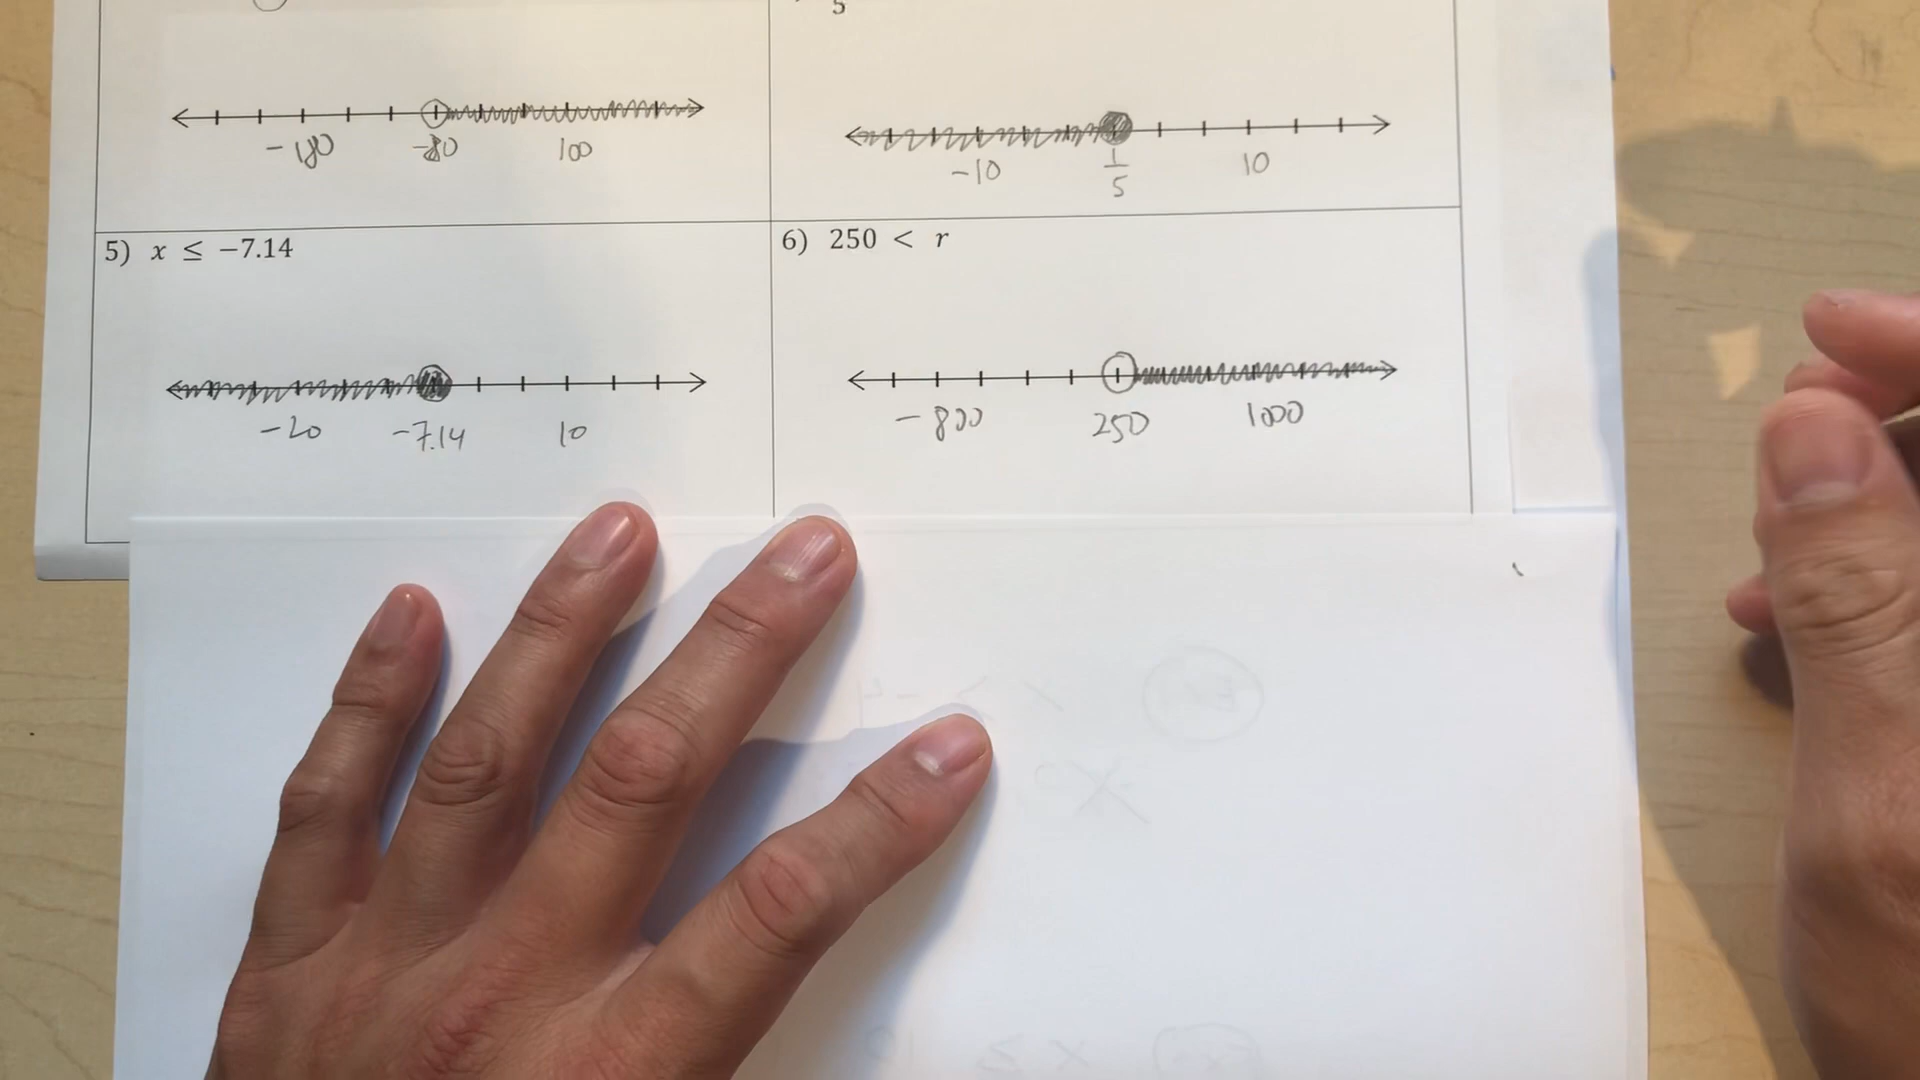 5
-180 -80 100
-10 1/5 10
5) x ≤ −7.14
6) 250 < r
-20 -7.14 10
-800 250 1000